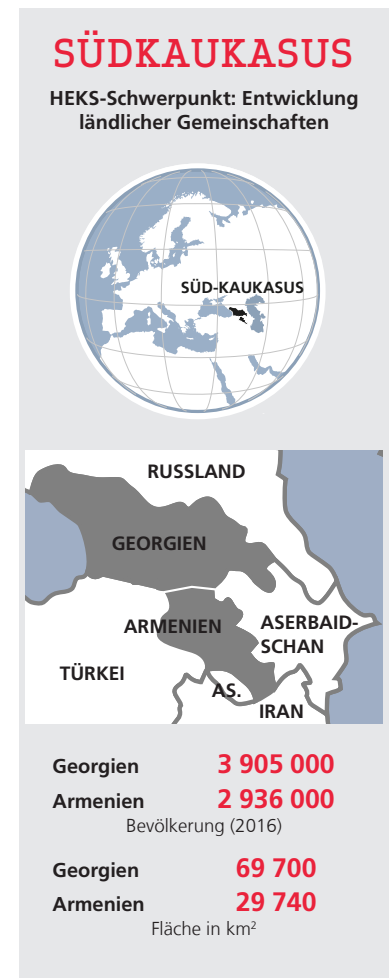 SÜDKAUKASUS
HEKS-Schwerpunkt: Entwicklung
ländlicher Gemeinschaften
SÜD-KAUKASUS
RUSSLAND
GEORGIEN
ARMENIEN
ASERBAID-
SCHAN
TÜRKEI
AS.
IRAN
Georgien 3 905 000
Armenien 2 936 000
Bevölkerung (2016)
Georgien 69 700
Armenien 29 740
Fläche in km²